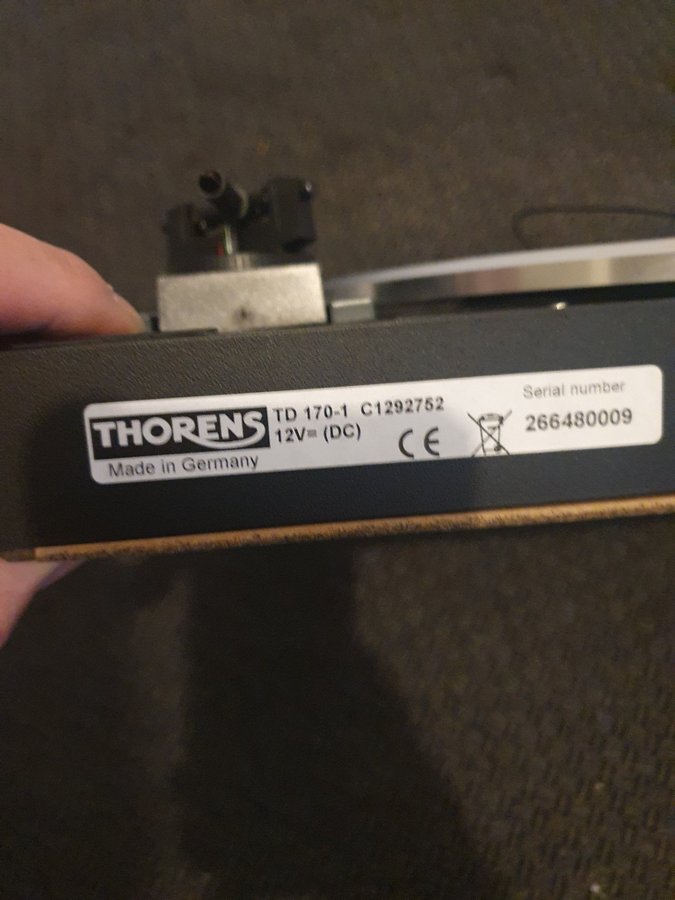 THORENS TD 170-1 C1292752
12V= (DC)
Made in Germany
CE
Serial number
266480009